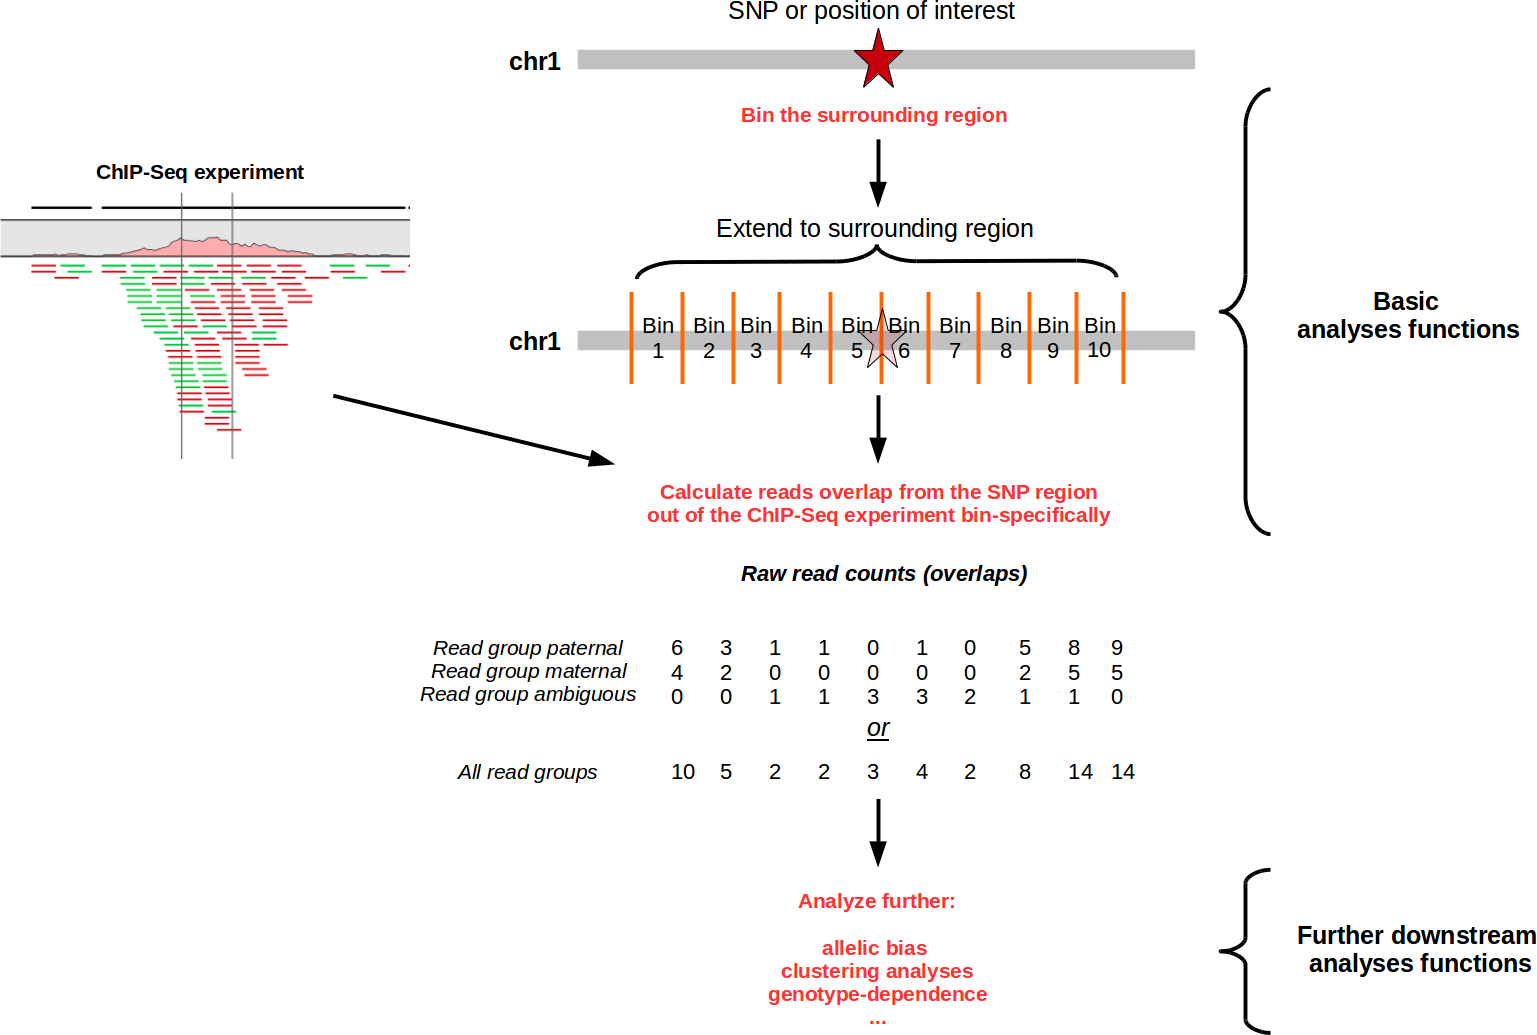 SNP or position of interest
chr1
Bin the surrounding region
ChIP-Seq experiment
Extend to surrounding region
Bin Bin Bin Bin Bin Bin Bin Bin Bin Bin
1 2 3 4 5 6 7 8 9 10
chr1
Basic
analyses functions
Calculate reads overlap from the SNP region
out of the ChIP-Seq experiment bin-specifically
Raw read counts (overlaps)
Read group paternal 6 3 1 1 0 1 0 5 8 9
Read group maternal 4 2 0 0 0 0 0 2 5 5
Read group ambiguous 0 0 1 1 3 3 2 1 1 0
or
All read groups 10 5 2 2 3 4 2 8 14 14
Analyze further:
allelic bias
clustering analyses
genotype-dependence
...
Further downstream
analyses functions